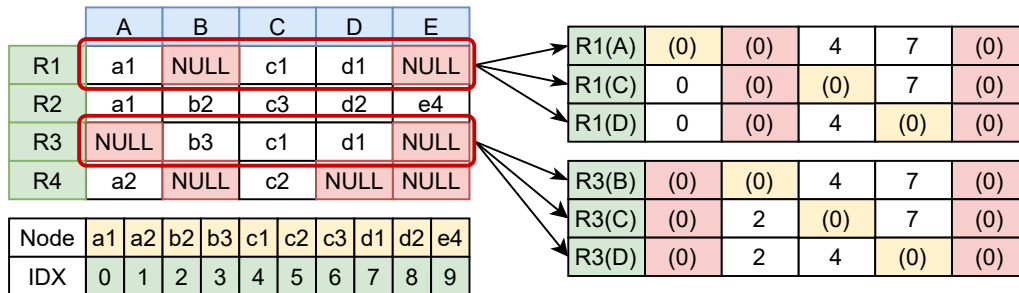 A B C D E
R1 a1 NULL c1 d1 NULL
R2 a1 b2 c3 d2 e4
R3 NULL b3 c1 d1 NULL
R4 a2 NULL c2 NULL NULL
Node a1 a2 b2 b3 c1 c2 c3 d1 d2 e4
IDX 0 1 2 3 4 5 6 7 8 9
R1(A) (0) (0) 4 7 (0)
R1(C) 0 (0) (0) 7 (0)
R1(D) 0 (0) 4 (0) (0)
R3(B) (0) (0) 4 7 (0)
R3(C) (0) 2 (0) 7 (0)
R3(D) (0) 2 4 (0) (0)